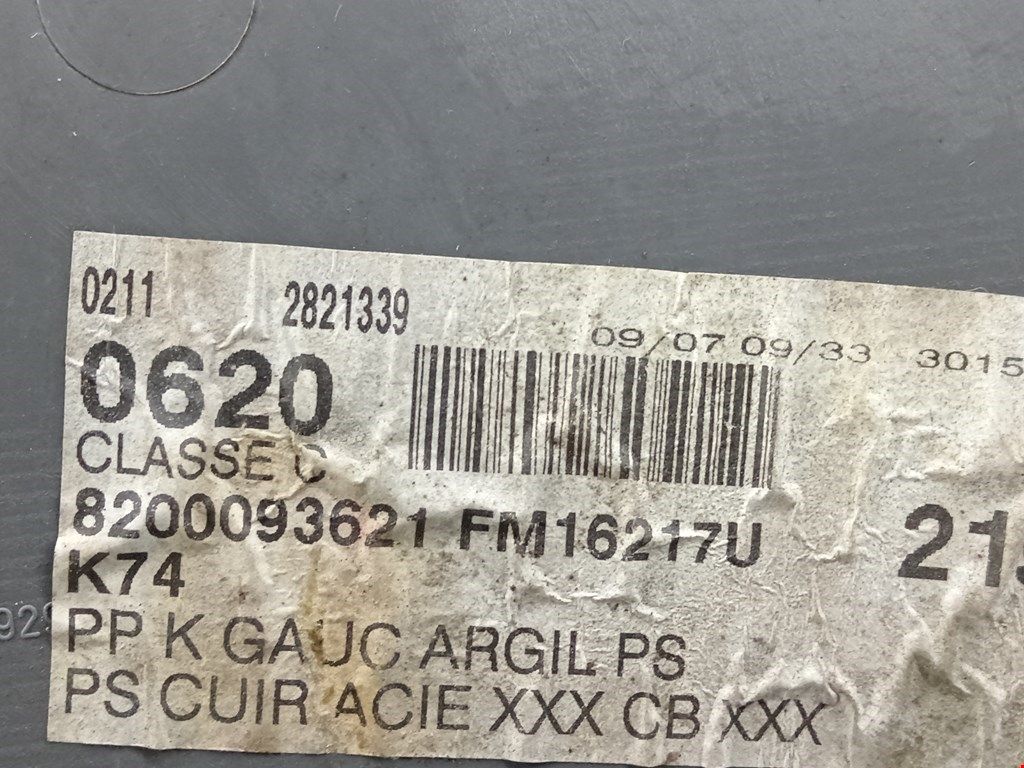 0211 2821339
09/07 09/33 3015
0620
CLASSE C
8200093621 FM16217U
K74
PP K GAUC ARGIL PS
PS CUIR ACIE XXX CB XXX